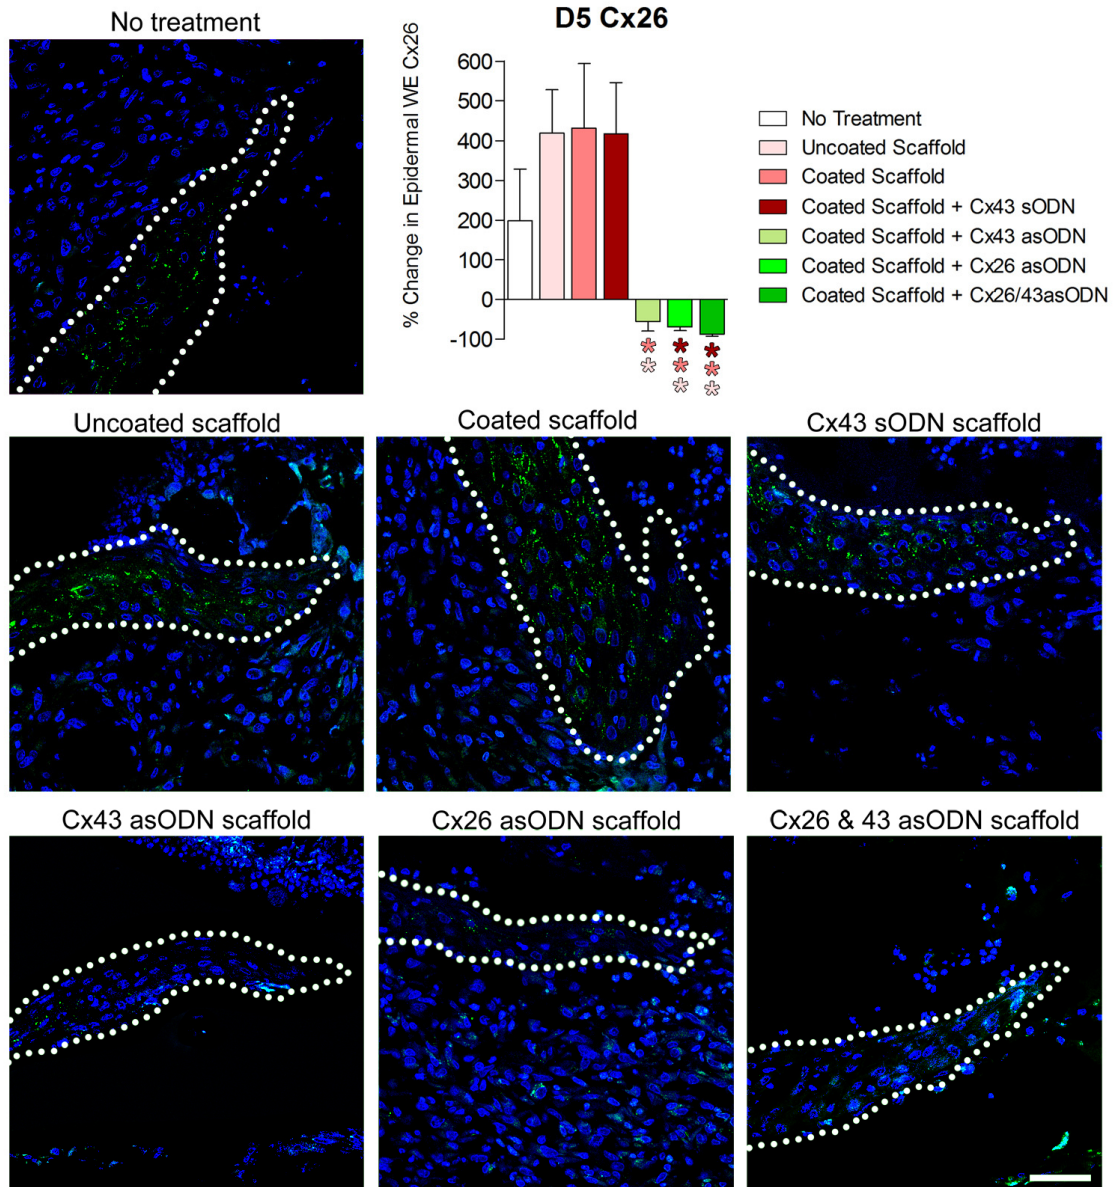 No treatment
D5 Cx26
% Change in Epidermal WE Cx26
600
500
400
300
200
100
0
-100
* * *
* * *
* *
No Treatment
Uncoated Scaffold
Coated Scaffold
Coated Scaffold + Cx43 sODN
Coated Scaffold + Cx43 asODN
Coated Scaffold + Cx26 asODN
Coated Scaffold + Cx26/43asODN
Uncoated scaffold
Coated scaffold
Cx43 sODN scaffold
Cx43 asODN scaffold
Cx26 asODN scaffold
Cx26 & 43 asODN scaffold